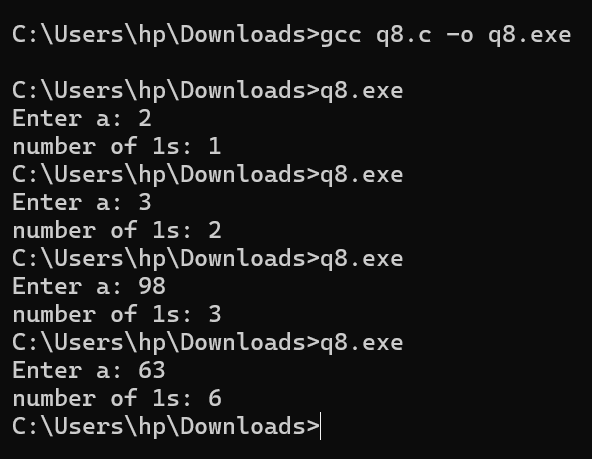 C:\Users\hp\Downloads>gcc q8.c -o q8.exe
C:\Users\hp\Downloads>q8.exe
Enter a: 2
number of 1s: 1
C:\Users\hp\Downloads>q8.exe
Enter a: 3
number of 1s: 2
C:\Users\hp\Downloads>q8.exe
Enter a: 98
number of 1s: 3
C:\Users\hp\Downloads>q8.exe
Enter a: 63
number of 1s: 6
C:\Users\hp\Downloads>